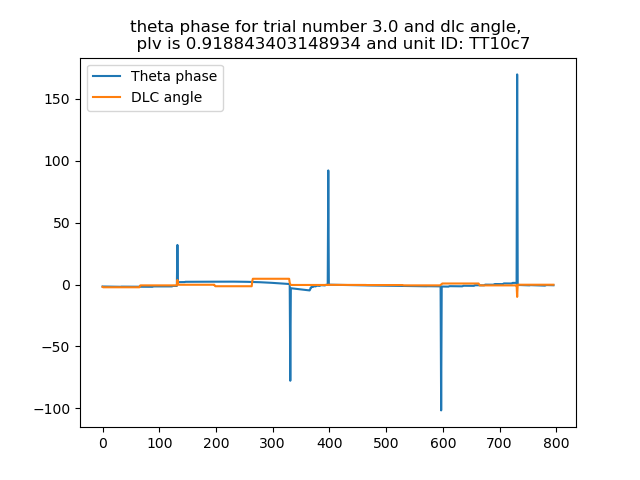 theta phase for trial number 3.0 and dlc angle,
plv is 0.918843403148934 and unit ID: TT10c7
Theta phase
DLC angle
150
100
50
0
−50
−100
0 100 200 300 400 500 600 700 800